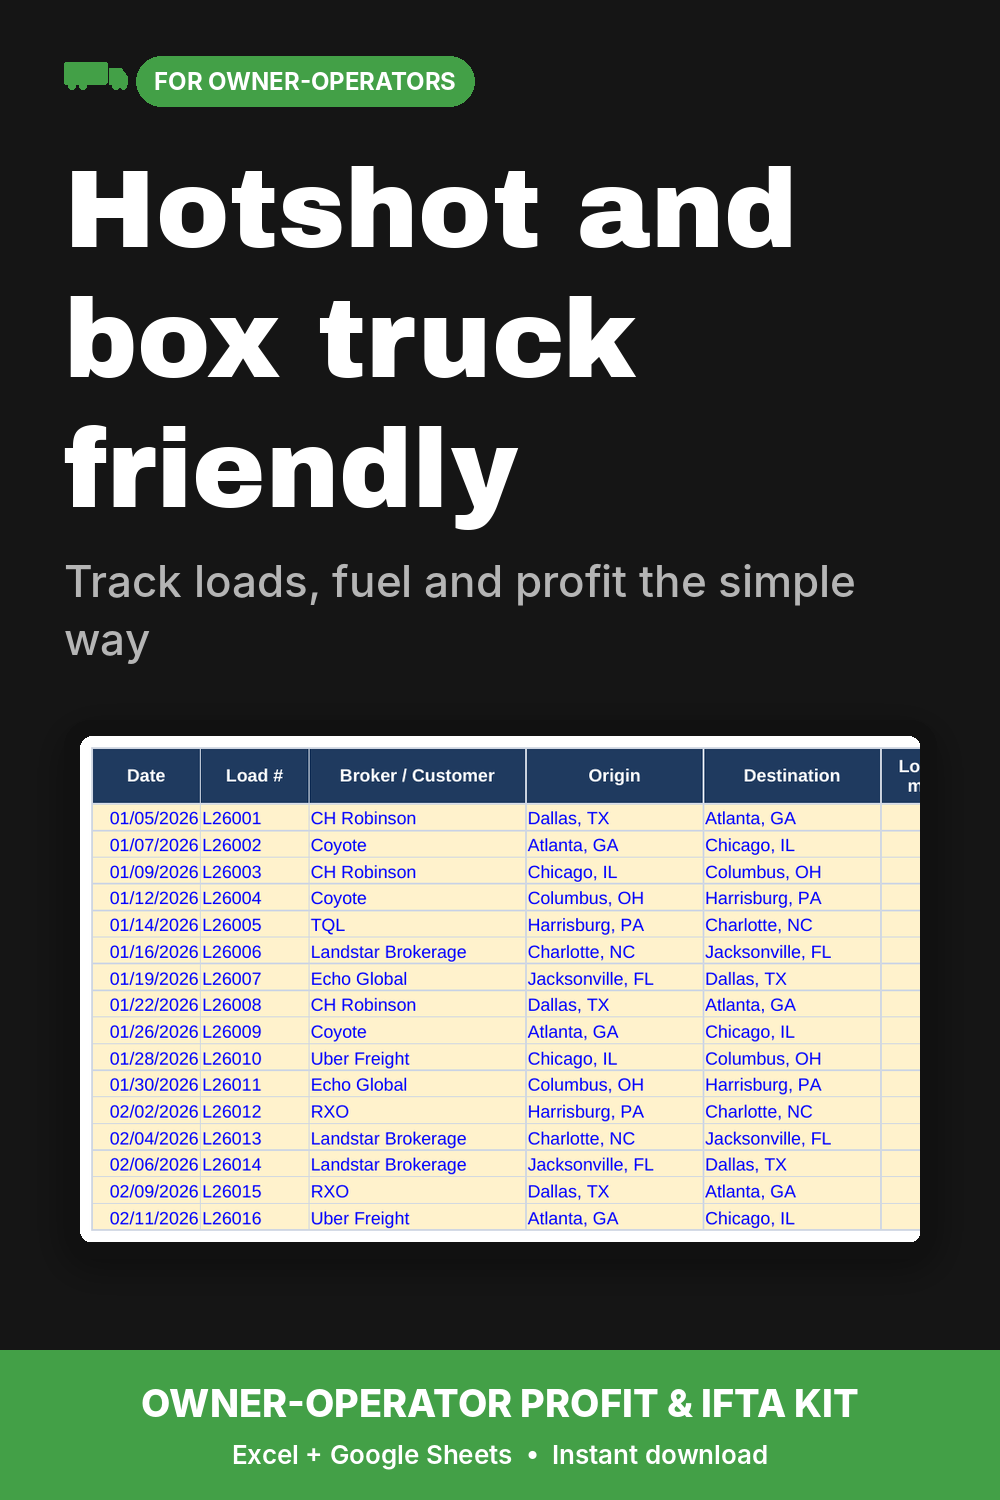 FOR OWNER-OPERATORS
Hotshot and
box truck
friendly
Track loads, fuel and profit the simple
way
Date Load # Broker / Customer Origin Destination
01/05/2026 L26001 CH Robinson Dallas, TX Atlanta, GA
01/07/2026 L26002 Coyote Atlanta, GA Chicago, IL
01/09/2026 L26003 CH Robinson Chicago, IL Columbus, OH
01/12/2026 L26004 Coyote Columbus, OH Harrisburg, PA
01/14/2026 L26005 TQL Harrisburg, PA Charlotte, NC
01/16/2026 L26006 Landstar Brokerage Charlotte, NC Jacksonville, FL
01/19/2026 L26007 Echo Global Jacksonville, FL Dallas, TX
01/22/2026 L26008 CH Robinson Dallas, TX Atlanta, GA
01/26/2026 L26009 Coyote Atlanta, GA Chicago, IL
01/28/2026 L26010 Uber Freight Chicago, IL Columbus, OH
01/30/2026 L26011 Echo Global Columbus, OH Harrisburg, PA
02/02/2026 L26012 RXO Harrisburg, PA Charlotte, NC
02/04/2026 L26013 Landstar Brokerage Charlotte, NC Jacksonville, FL
02/06/2026 L26014 Landstar Brokerage Jacksonville, FL Dallas, TX
02/09/2026 L26015 RXO Dallas, TX Atlanta, GA
02/11/2026 L26016 Uber Freight Atlanta, GA Chicago, IL
OWNER-OPERATOR PROFIT & IFTA KIT
Excel + Google Sheets • Instant download